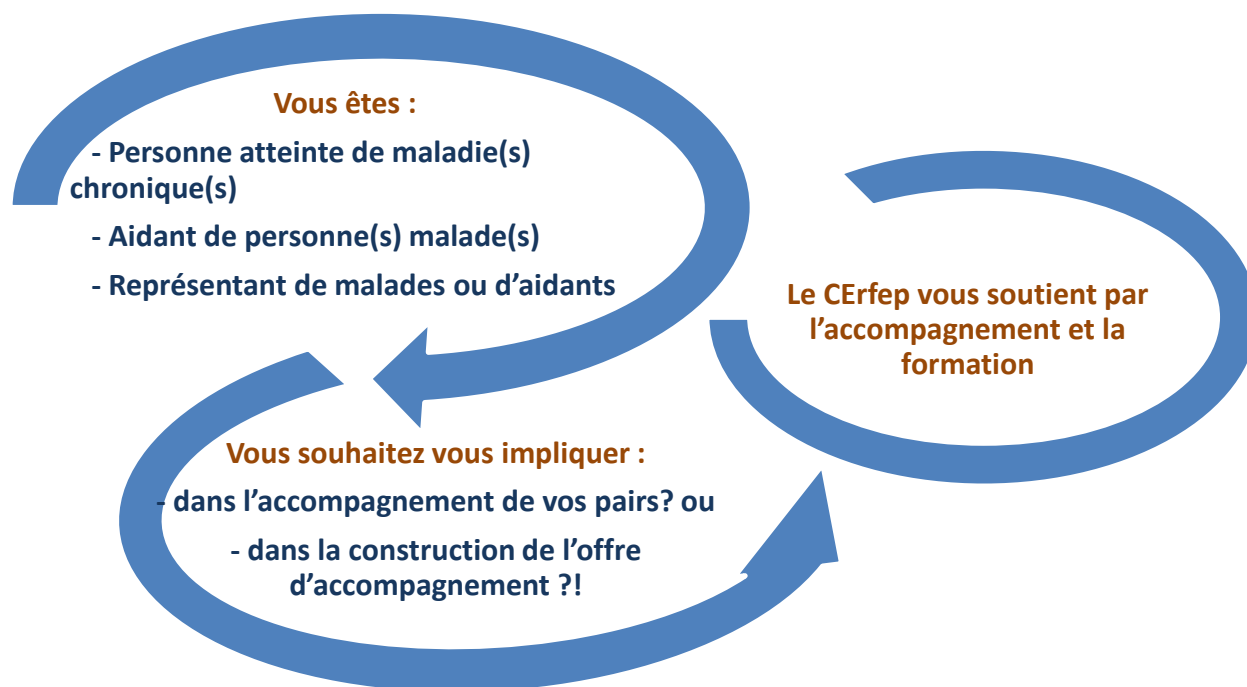 Vous êtes :
- Personne atteinte de maladie(s)
chronique(s)
- Aidant de personne(s) malade(s)
- Représentant de malades ou d’aidants
Vous souhaitez vous impliquer :
- dans l’accompagnement de vos pairs? ou
- dans la construction de l’offre
d’accompagnement ?!
Le CErfep vous soutient par
l’accompagnement et la
formation